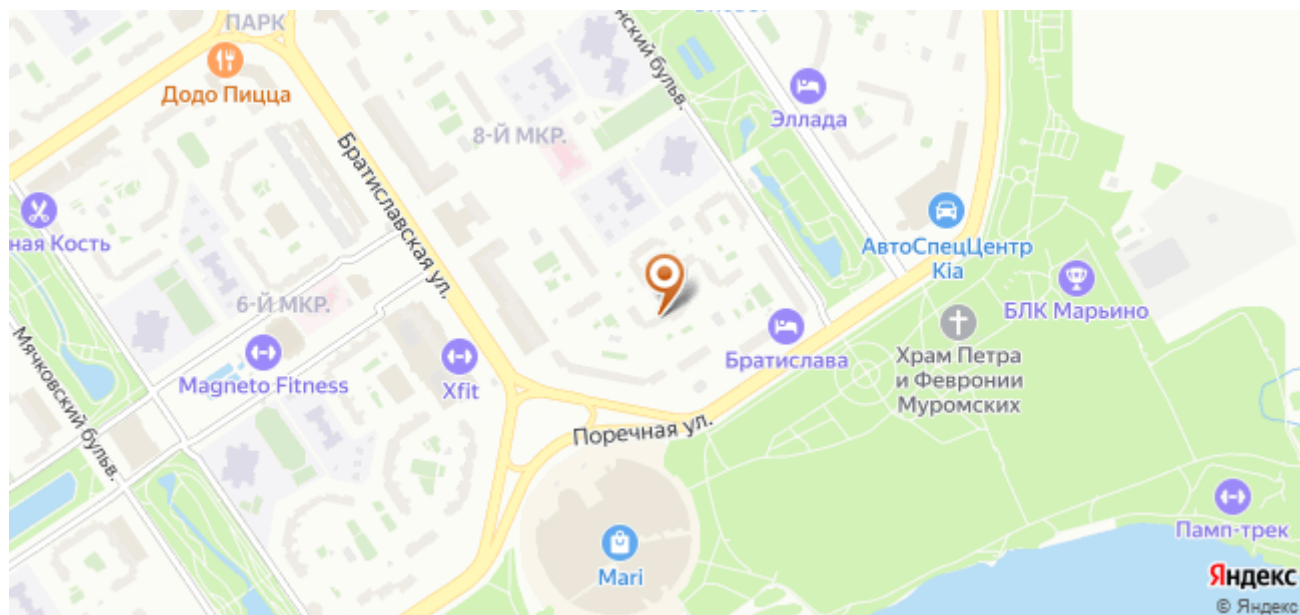 ПАРК
Додо Пицца
8-Й МКР.
нский бульв.
Эллада
Братиславская ул.
ная Кость
АвтоСпецЦентр
Kia
6-Й МКР.
БЛК Марьино
Братислава
Храм Петра
и Февронии
Муромских
Magneto Fitness
Xfit
Мячковский бульв.
Поречная ул.
Памп-трек
Mari
Яндекс
© Яндекс